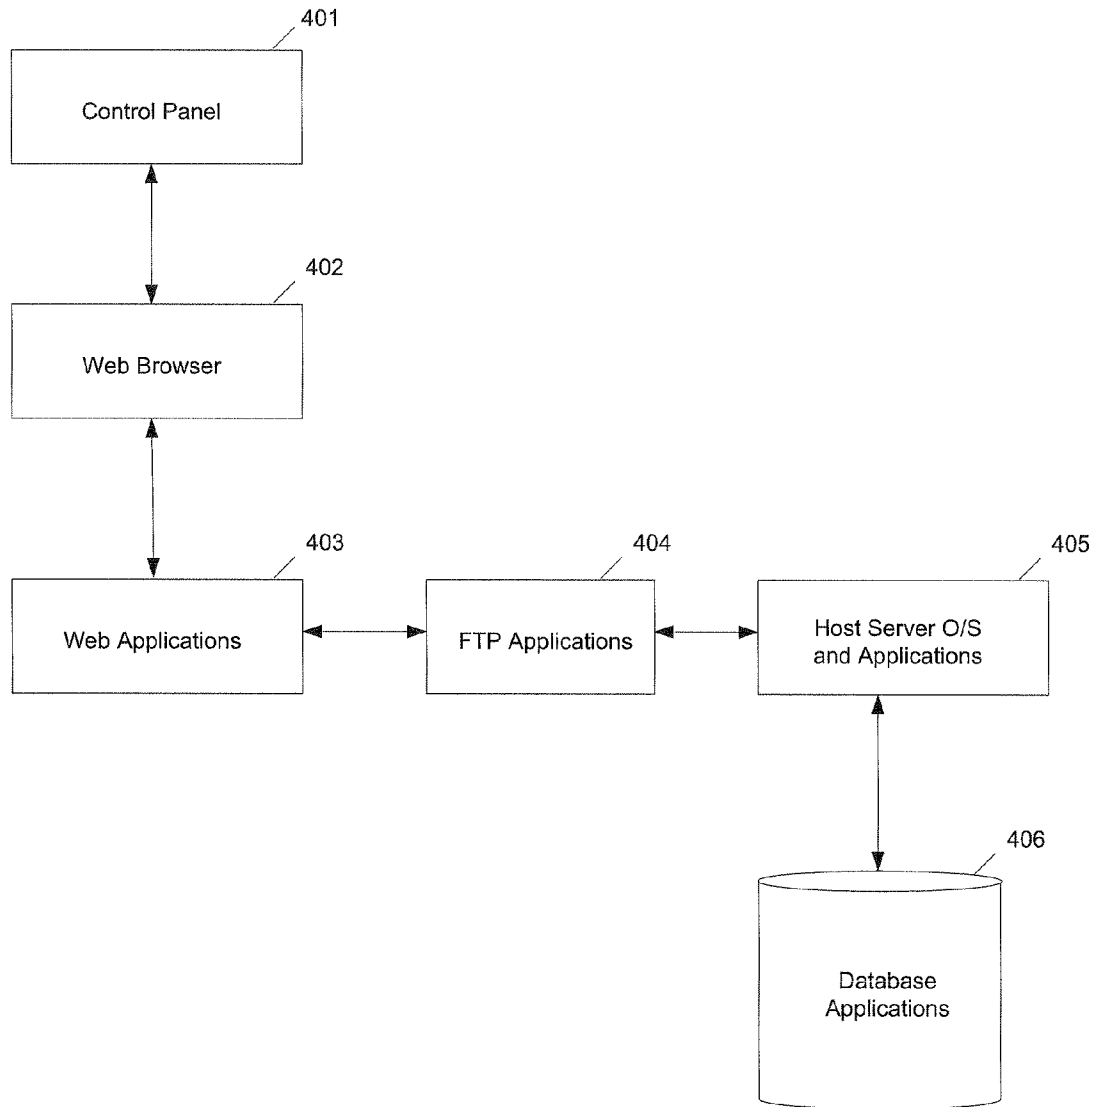 401
Control Panel
402
Web Browser
403
Web Applications
404
FTP Applications
405
Host Server O/S
and Applications
406
Database
Applications